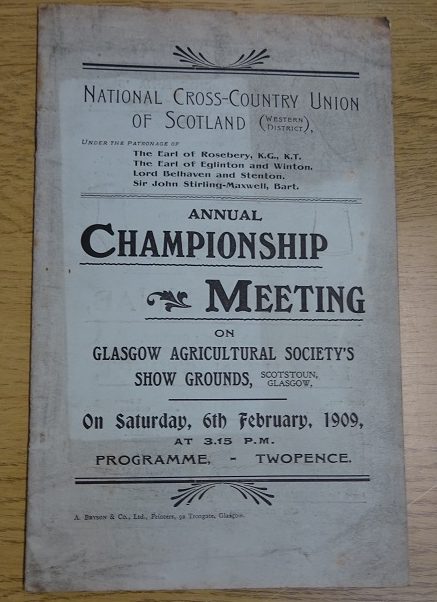 NATIONAL CROSS-COUNTRY UNION
OF SCOTLAND (WESTERN DISTRICT),
UNDER THE PATRONAGE OF
The Earl of Rosebery, K.G., K.T.
The Earl of Eglinton and Winton.
Lord Belhaven and Stenton.
Sir John Stirling-Maxwell, Bart.
ANNUAL
CHAMPIONSHIP
MEETING
ON
GLASGOW AGRICULTURAL SOCIETY'S
SHOW GROUNDS, SCOTSTOUN, GLASGOW,
On Saturday, 6th February, 1909,
AT 3.15 P.M.
PROGRAMME, - TWOPENCE.
A. BRYSON & CO., Ltd., Printers, 92 Trongate, Glasgow.